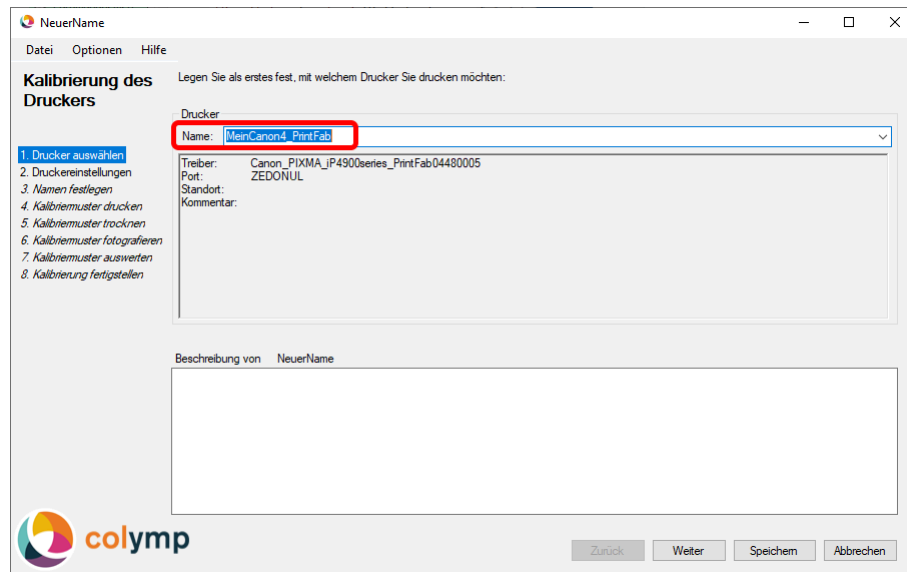 NeuerName
Datei Optionen Hilfe
Kalibrierung des
Druckers
1. Drucker auswählen
2. Druckereinstellungen
3. Namen festlegen
4. Kalibriermuster drucken
5. Kalibriermuster trocknen
6. Kalibriermuster fotografieren
7. Kalibriermuster auswerten
8. Kalibrierung fertigstellen
Legen Sie als erstes fest, mit welchem Drucker Sie drucken möchten:
Drucker
Name: MeinCanon4_PrintFab
Treiber: Canon_PIXMA_iP4900series_PrintFab04480005
Port: ZEDONUL
Standort:
Kommentar:
Beschreibung von NeuerName
colymp
Zurück Weiter Speichern Abbrechen